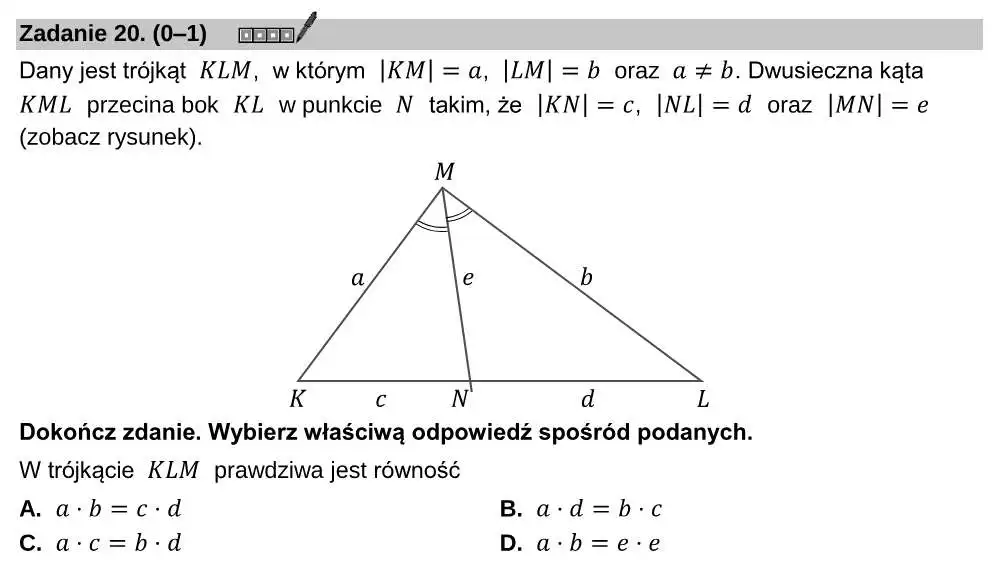 Zadanie 20. (0–1)
Dany jest trójkąt KLM, w którym |KM| = a, |LM| = b oraz a ≠ b. Dwusieczna kąta
KML przecina bok KL w punkcie N takim, że |KN| = c, |NL| = d oraz |MN| = e
(zobacz rysunek).
M
a e b
K c N d L
Dokończ zdanie. Wybierz właściwą odpowiedź spośród podanych.
W trójkącie KLM prawdziwa jest równość
A. a · b = c · d B. a · d = b · c
C. a · c = b · d D. a · b = e · e